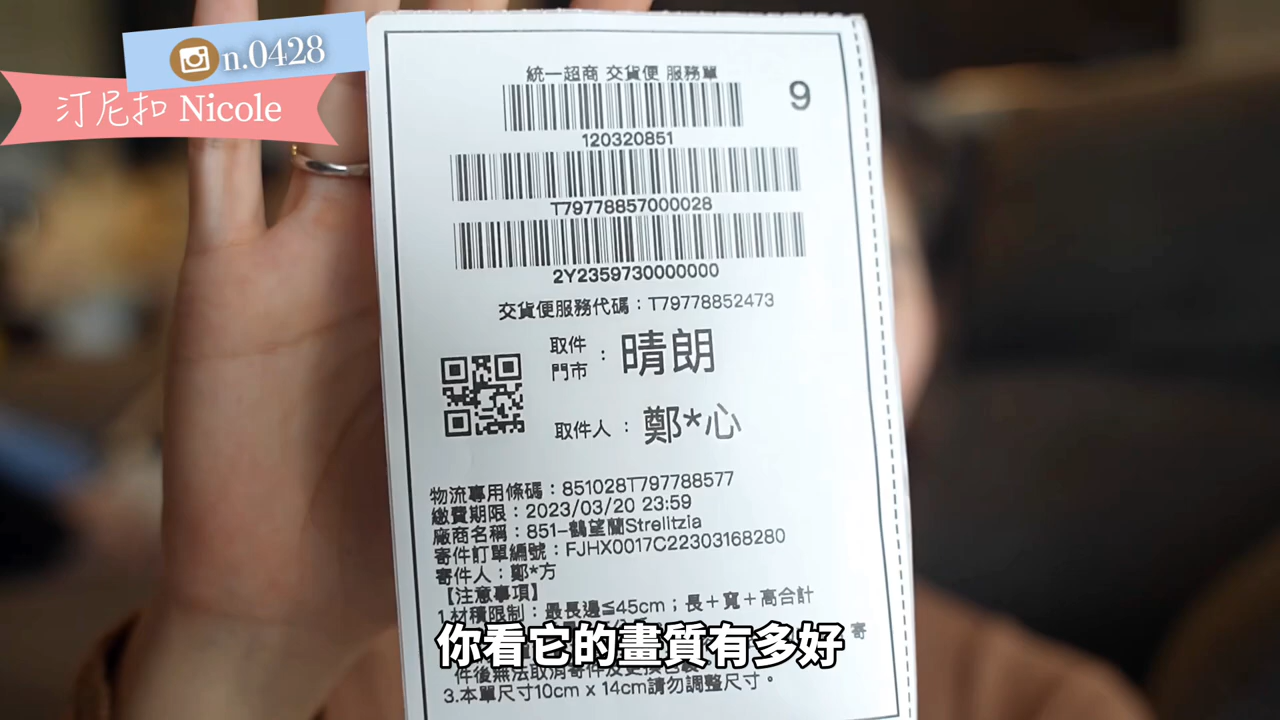 n.0428
汀尼扣 Nicole
統一超商 交貨便 服務單
9
120320851
T79778857000028
2Y2359730000000
交貨便服務代碼：T79778852473
取件門市：晴朗
取件人：鄭*心
物流專用條碼：851028T797788577
繳費期限：2023/03/20 23:59
廠商名稱：851-鶴望蘭Strelitzia
寄件訂單編號：FJHX0017C22303168280
寄件人：鄭*方
【注意事項】
1.材積限制：最長邊≦45cm；長＋寬＋高合計
寄
你看它的畫質有多好
件後無法取消寄件及更換包裝
3.本單尺寸10cm x 14cm請勿調整尺寸。